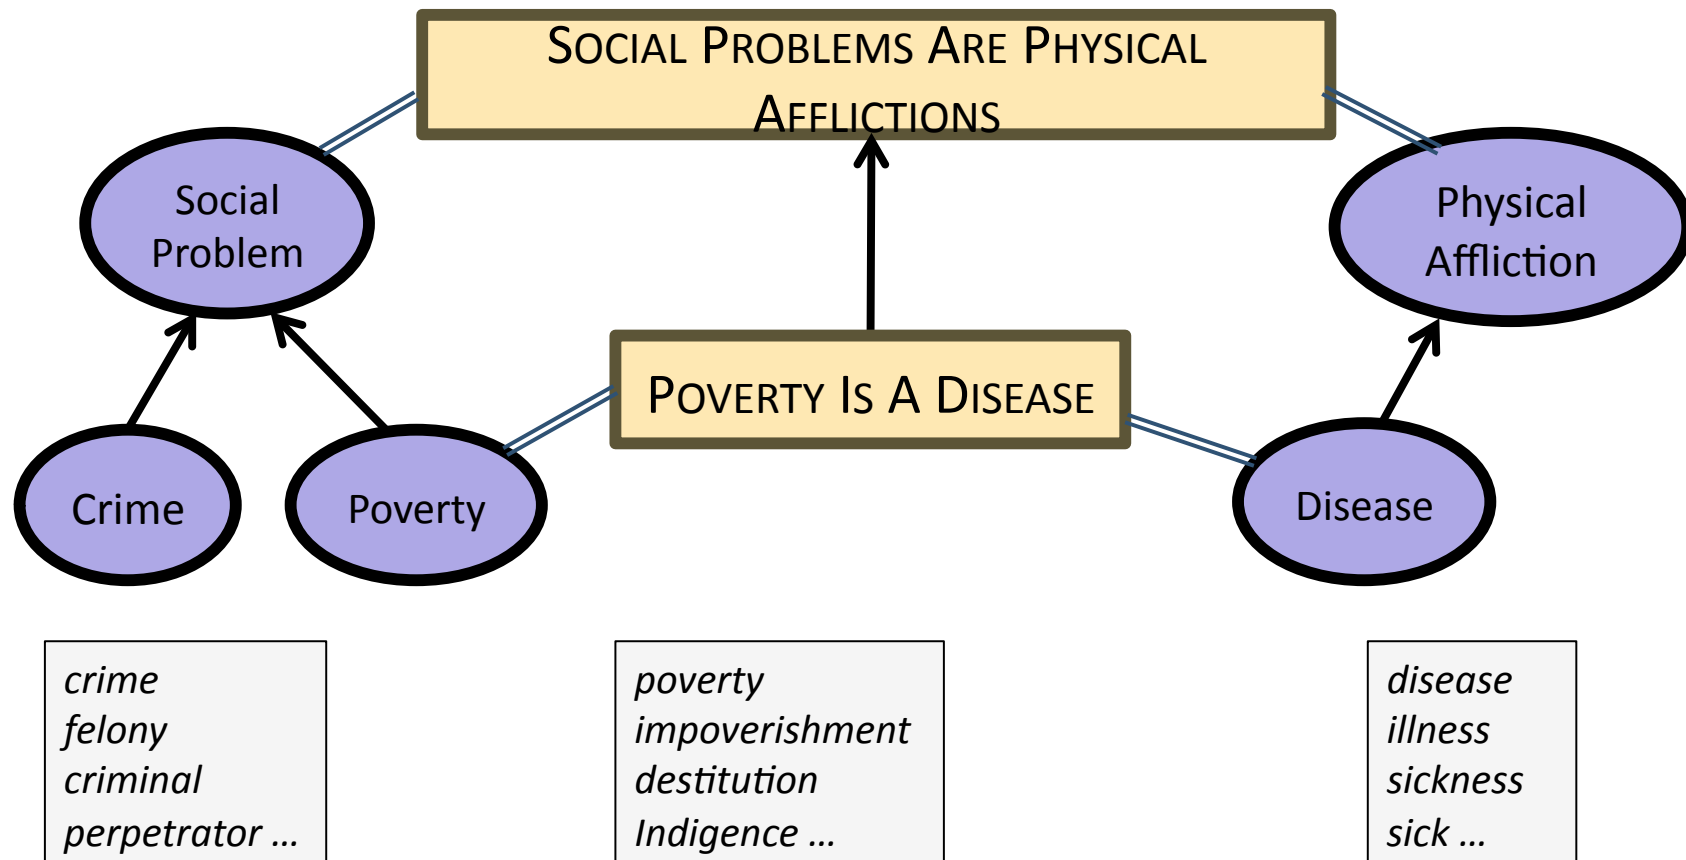 SOCIAL PROBLEMS ARE PHYSICAL
AFFLICTIONS
Social
Problem
Physical
Affliction
POVERTY IS A DISEASE
Crime
Poverty
Disease
crime
felony
criminal
perpetrator ...
poverty
impoverishment
destitution
Indigence ...
disease
illness
sickness
sick ...